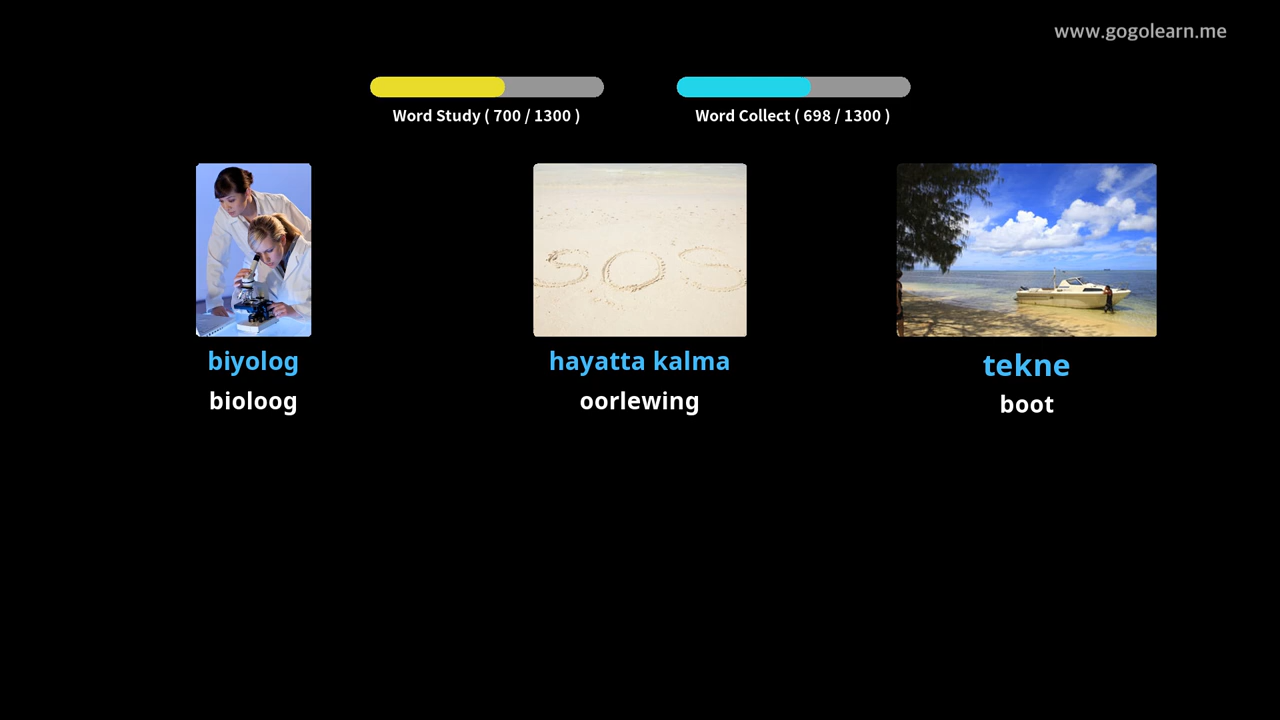 www.gogolearn.me
Word Study ( 700 / 1300 )
Word Collect ( 698 / 1300 )
SOS
biyolog
bioloog
hayatta kalma
oorlewing
tekne
boot